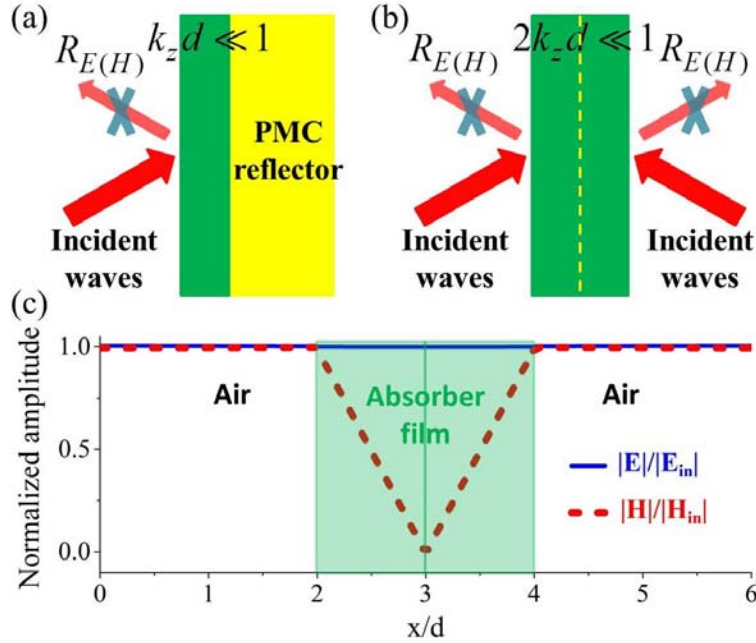 (a)
k_z d ≪ 1
R_{E(H)}
PMC
reflector
Incident
waves
(b)
2k_z d ≪ 1
R_{E(H)}
R_{E(H)}
Incident
waves
Incident
waves
(c)
Normalized amplitude
1.0
0.5
0.0
Air
Absorber
film
Air
|E|/|E_in|
|H|/|H_in|
0 1 2 3 4 5 6
x/d